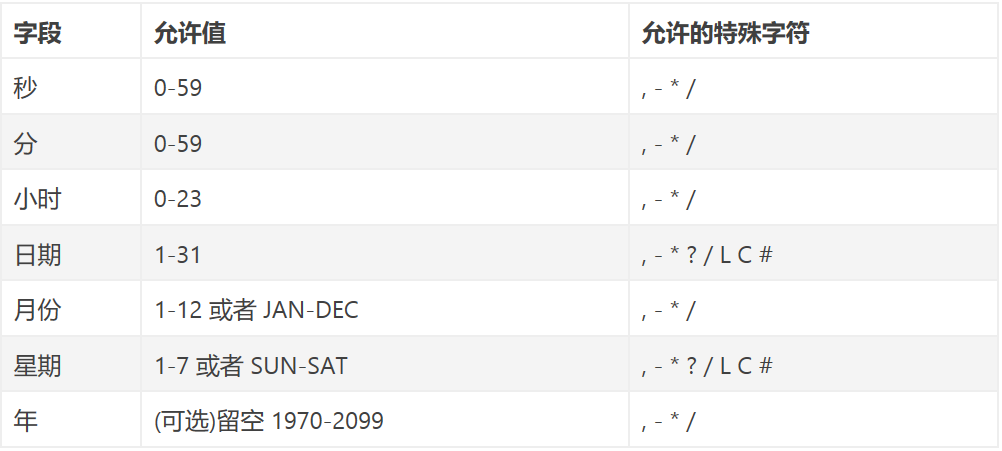 字段 允许值 允许的特殊字符
秒 0-59 , - * /
分 0-59 , - * /
小时 0-23 , - * /
日期 1-31 , - * ? / L C #
月份 1-12 或者 JAN-DEC , - * /
星期 1-7 或者 SUN-SAT , - * ? / L C #
年 (可选)留空 1970-2099 , - * /